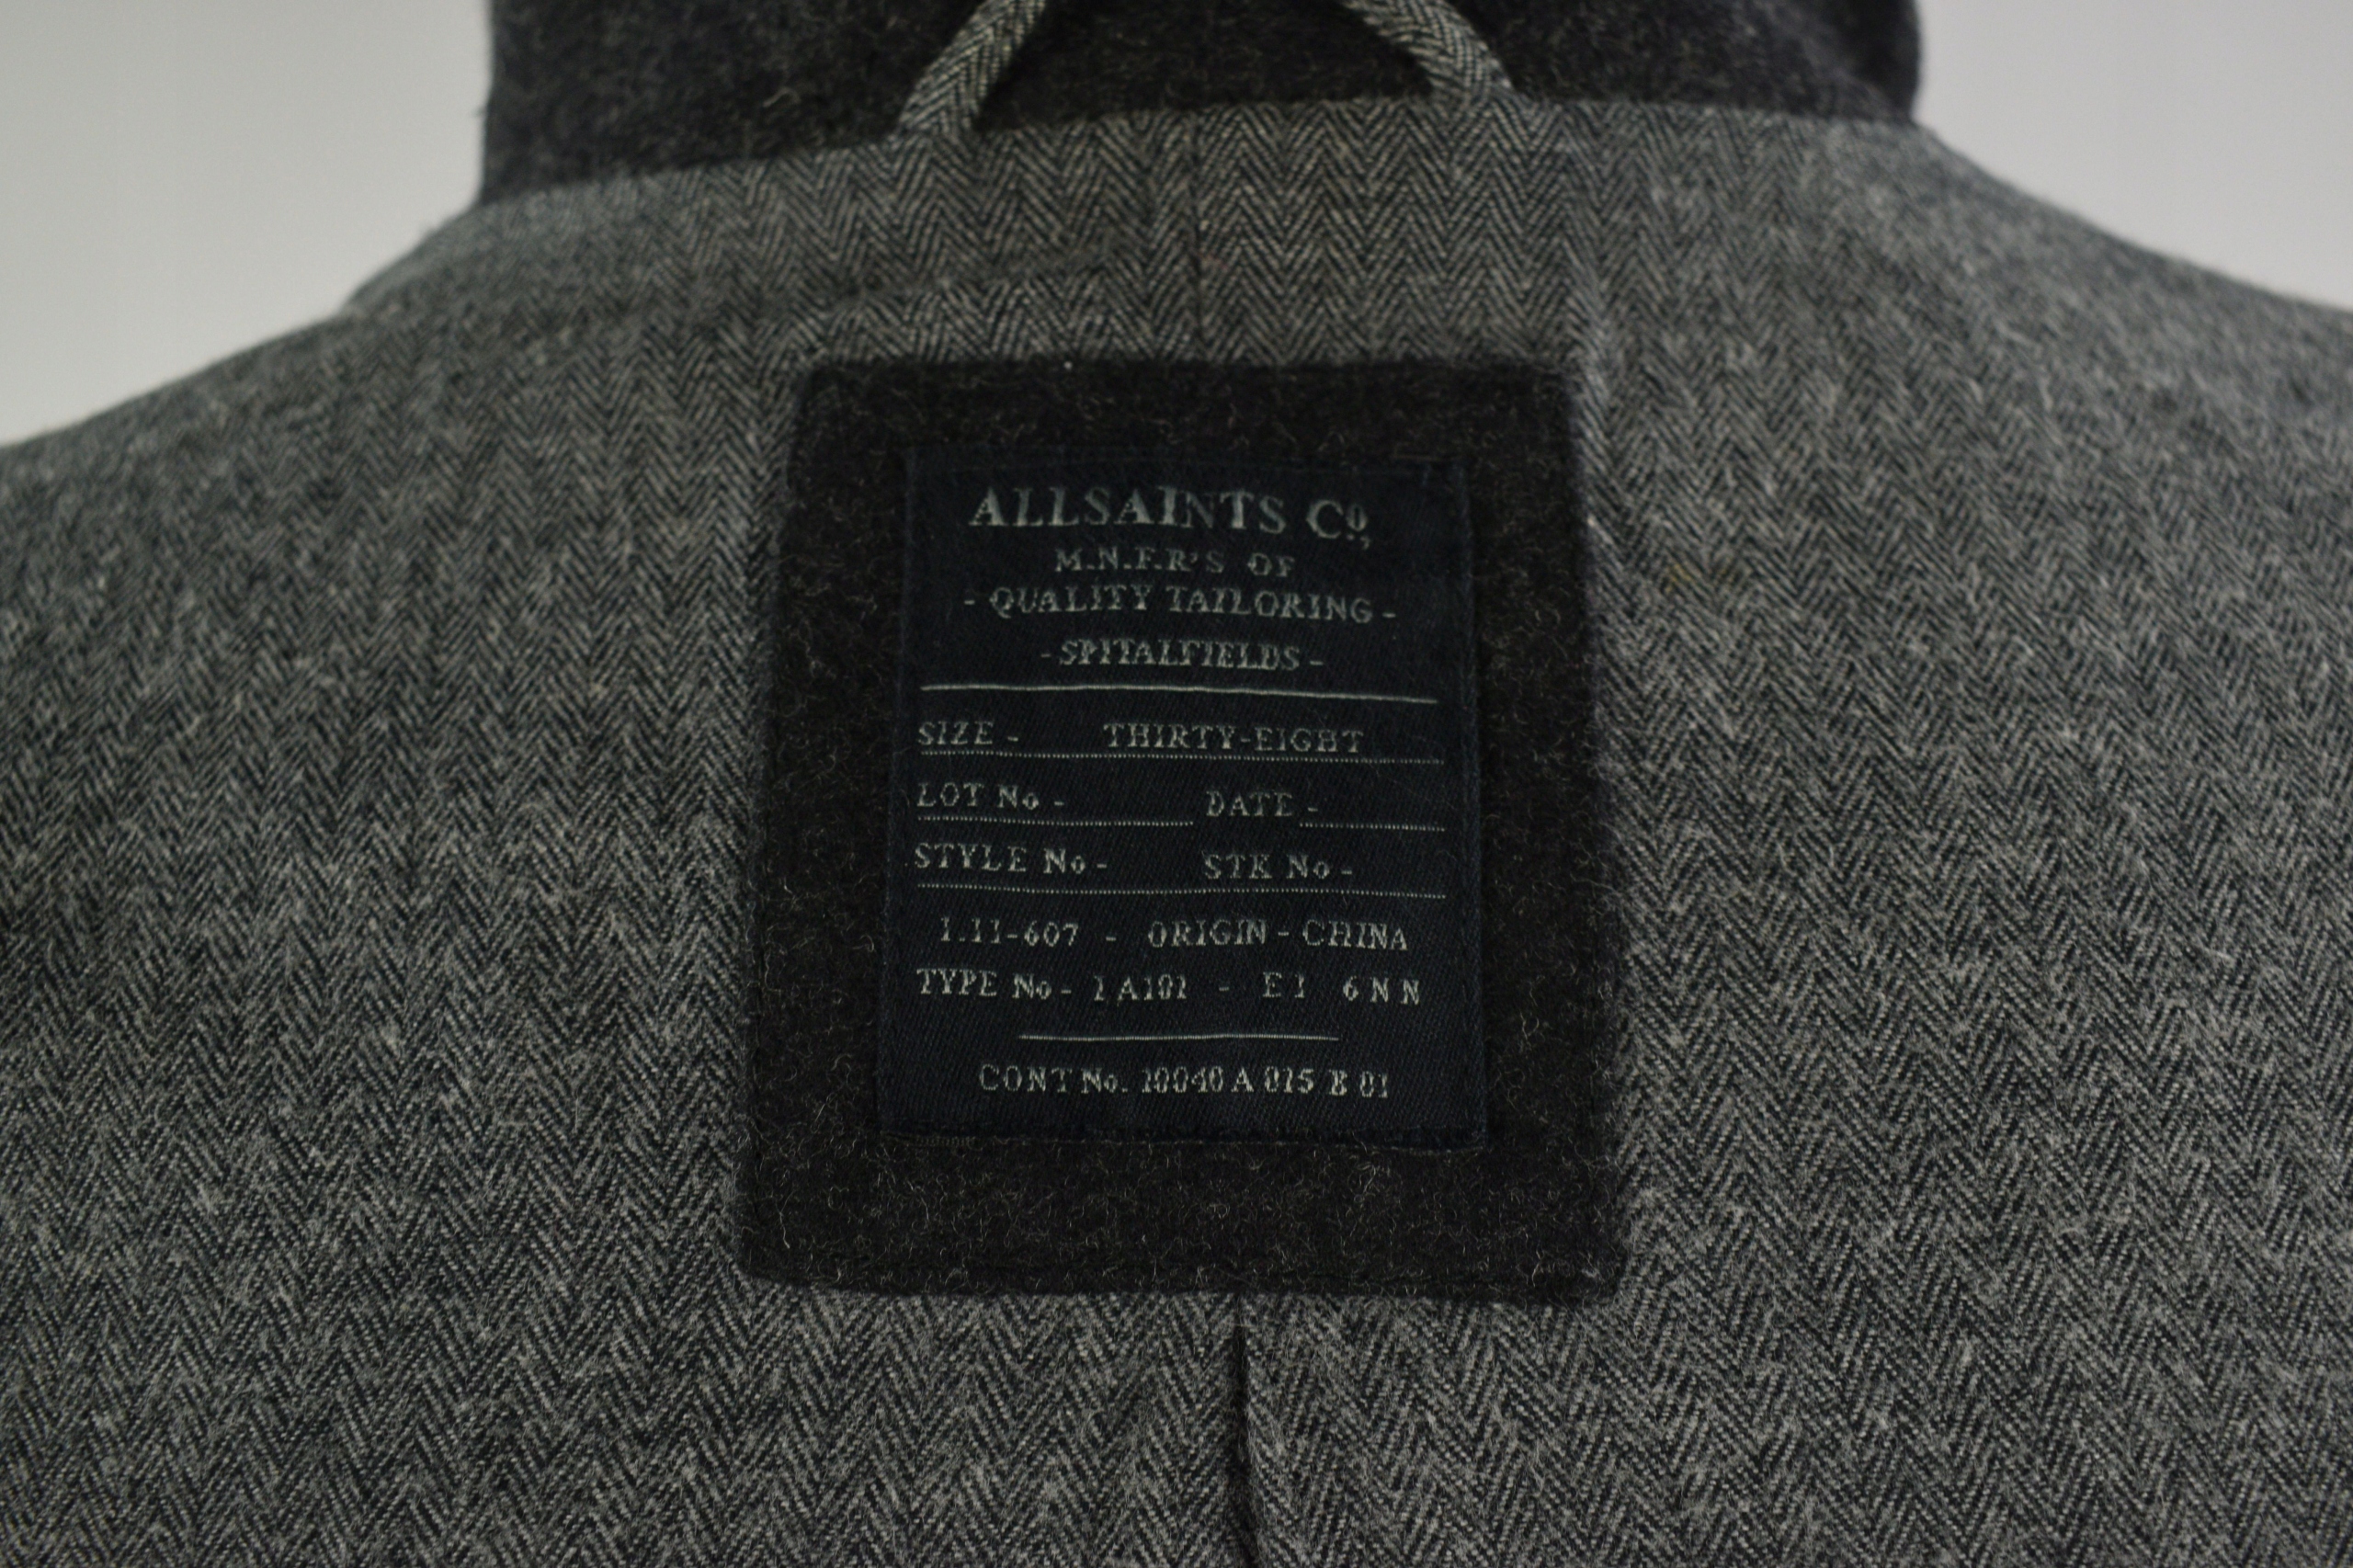 ALLSAINTS Cº,
M.N.F.R'S OF
- QUALITY TAILORING -
- SPITALFIELDS -
SIZE - THIRTY-EIGHT
LOT No - DATE -
STYLE No - STK No -
1.11-607 - ORIGIN - CHINA
TYPE No - 1A101 - E1 6NN
CONT No. 10040 A 015 B 01